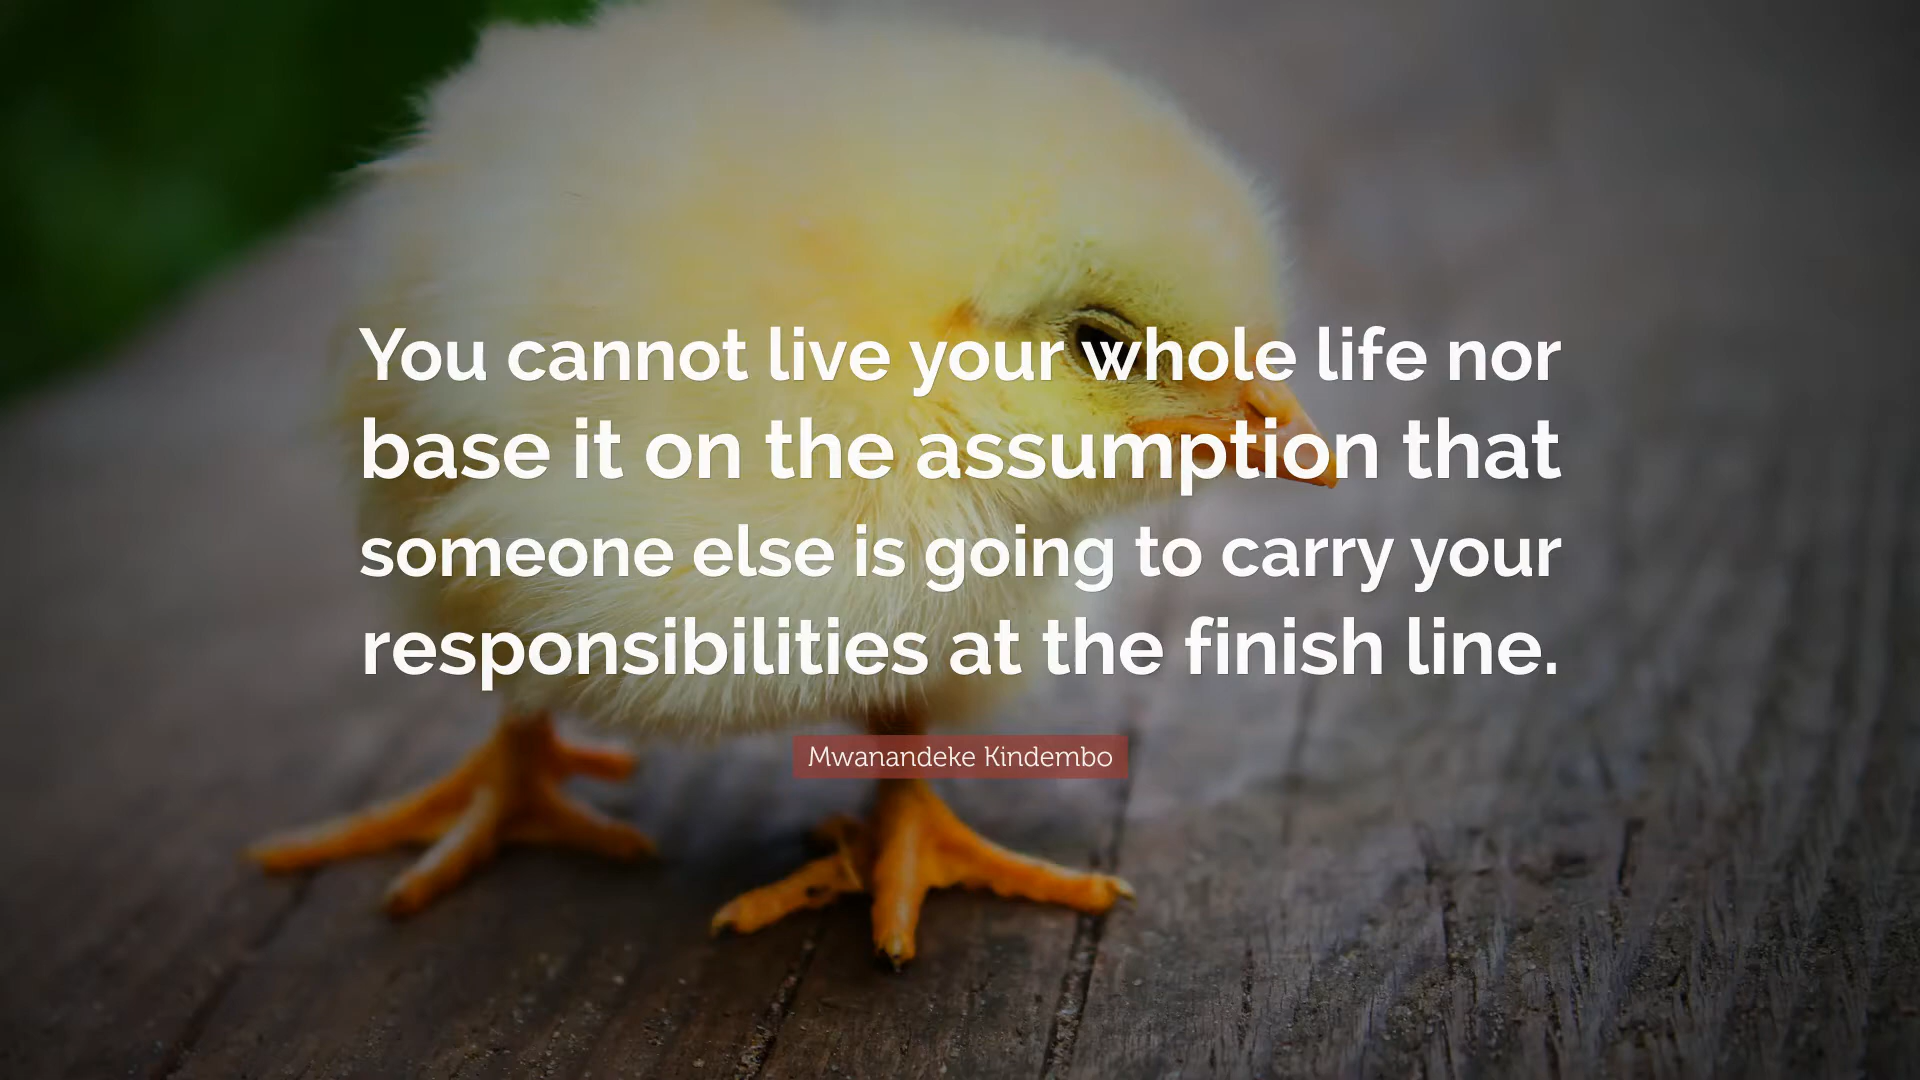 You cannot live your whole life nor
base it on the assumption that
someone else is going to carry your
responsibilities at the finish line.
Mwanandeke Kindembo